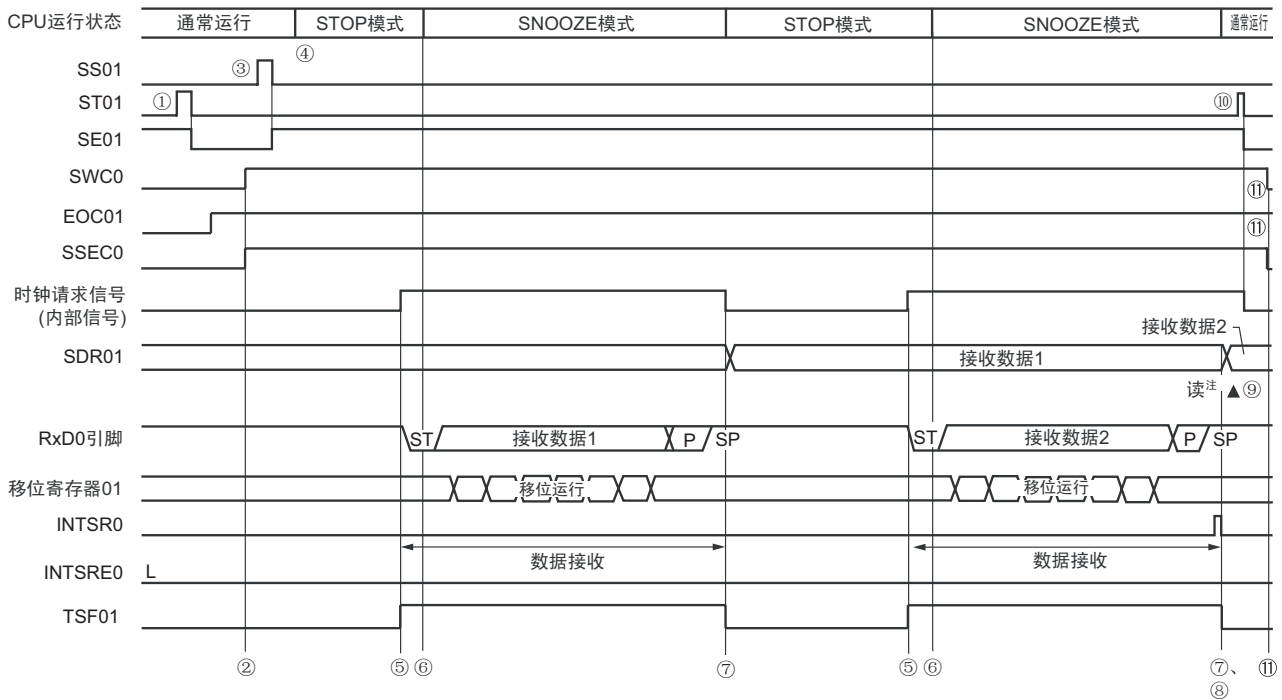 CPU运行状态 通常运行 STOP模式 SNOOZE模式 STOP模式 SNOOZE模式 通常运行
④
SS01 ③
ST01 ① ⑩
SE01
SWC0 ⑪
EOC01 ⑪
SSEC0
时钟请求信号
(内部信号)
接收数据2
SDR01 接收数据1
读注 ▲⑨
RxD0引脚 ST 接收数据1 P SP ST 接收数据2 P SP
移位寄存器01 移位运行 移位运行
INTSR0
数据接收 数据接收
INTSRE0 L
TSF01
② ⑤ ⑥ ⑦ ⑤ ⑥ ⑦、 ⑪
⑧